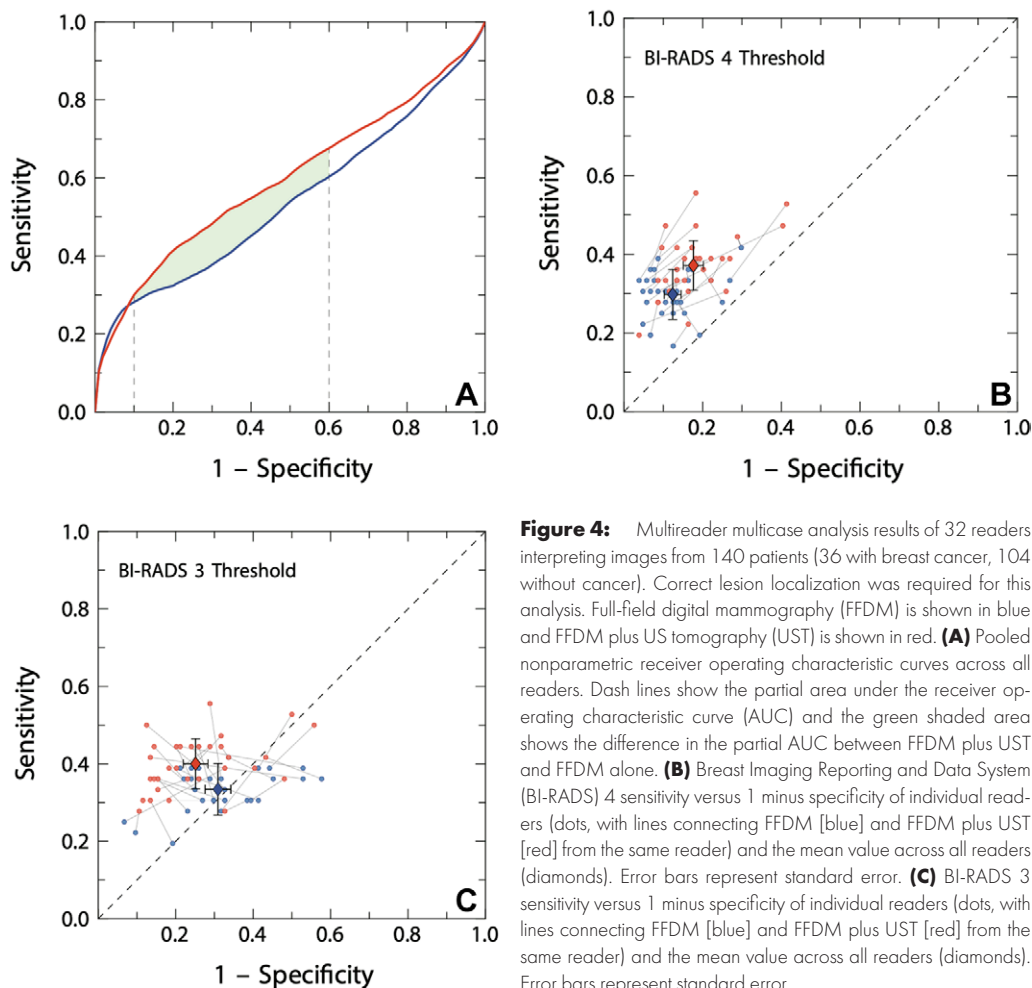 1.0
0.8
0.6
0.4
0.2
0.0
Sensitivity
0.2 0.4 0.6 0.8 1.0
1 – Specificity
A
1.0
0.8
0.6
0.4
0.2
0.0
Sensitivity
BI-RADS 4 Threshold
0.2 0.4 0.6 0.8 1.0
1 – Specificity
B
1.0
0.8
0.6
0.4
0.2
0.0
Sensitivity
BI-RADS 3 Threshold
0.2 0.4 0.6 0.8 1.0
1 – Specificity
C
Figure 4: Multireader multicase analysis results of 32 readers
interpreting images from 140 patients (36 with breast cancer, 104
without cancer). Correct lesion localization was required for this
analysis. Full-field digital mammography (FFDM) is shown in blue
and FFDM plus US tomography (UST) is shown in red. (A) Pooled
nonparametric receiver operating characteristic curves across all
readers. Dash lines show the partial area under the receiver op-
erating characteristic curve (AUC) and the green shaded area
shows the difference in the partial AUC between FFDM plus UST
and FFDM alone. (B) Breast Imaging Reporting and Data System
(BI-RADS) 4 sensitivity versus 1 minus specificity of individual read-
ers (dots, with lines connecting FFDM [blue] and FFDM plus UST
[red] from the same reader) and the mean value across all readers
(diamonds). Error bars represent standard error. (C) BI-RADS 3
sensitivity versus 1 minus specificity of individual readers (dots, with
lines connecting FFDM [blue] and FFDM plus UST [red] from the
same reader) and the mean value across all readers (diamonds).
Error bars represent standard error.